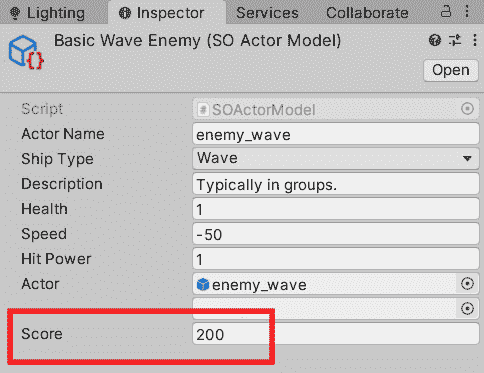 Lighting Inspector Services Collaborate
Basic Wave Enemy (SO Actor Model)
Open
Script SOActorModel
Actor Name enemy_wave
Ship Type Wave
Description Typically in groups.
Health 1
Speed -50
Hit Power 1
Actor enemy_wave
Score 200